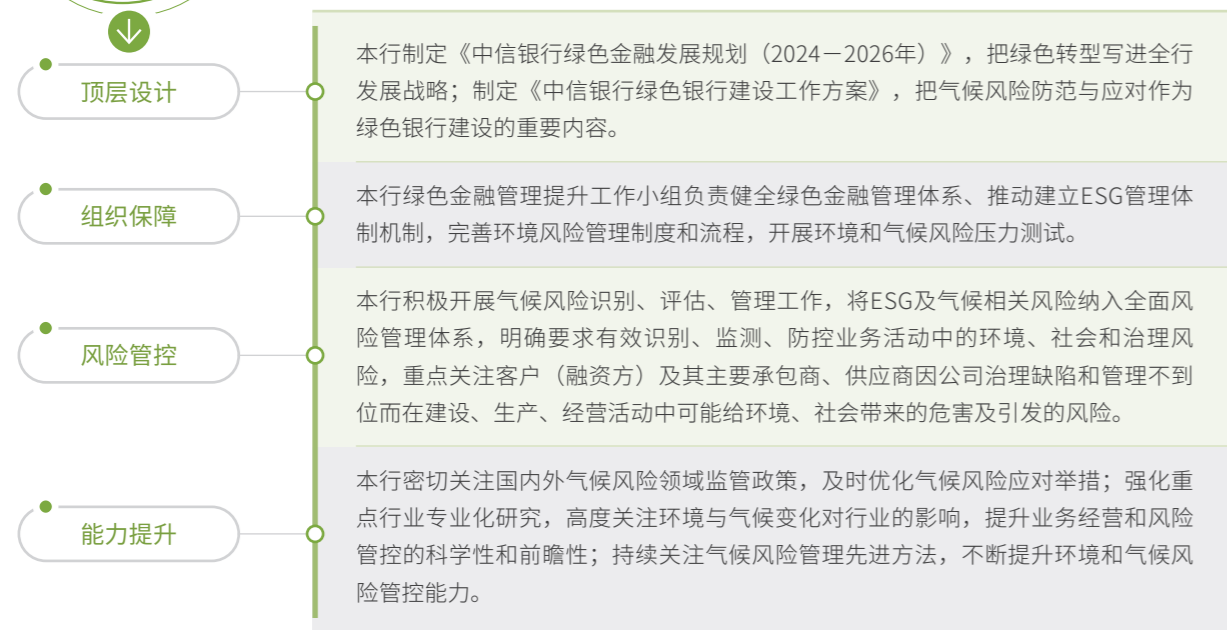 顶层设计
本行制定《中信银行绿色金融发展规划（2024－2026年）》，把绿色转型写进全行
发展战略；制定《中信银行绿色银行建设工作方案》，把气候风险防范与应对作为
绿色银行建设的重要内容。
组织保障
本行绿色金融管理提升工作小组负责健全绿色金融管理体系、推动建立ESG管理体
制机制，完善环境风险管理制度和流程，开展环境和气候风险压力测试。
风险管控
本行积极开展气候风险识别、评估、管理工作，将ESG及气候相关风险纳入全面风
险管理体系，明确要求有效识别、监测、防控业务活动中的环境、社会和治理风
险，重点关注客户（融资方）及其主要承包商、供应商因公司治理缺陷和管理不到
位而在建设、生产、经营活动中可能给环境、社会带来的危害及引发的风险。
能力提升
本行密切关注国内外气候风险领域监管政策，及时优化气候风险应对举措；强化重
点行业专业化研究，高度关注环境与气候变化对行业的影响，提升业务经营和风险
管控的科学性和前瞻性；持续关注气候风险管理先进方法，不断提升环境和气候风
险管控能力。